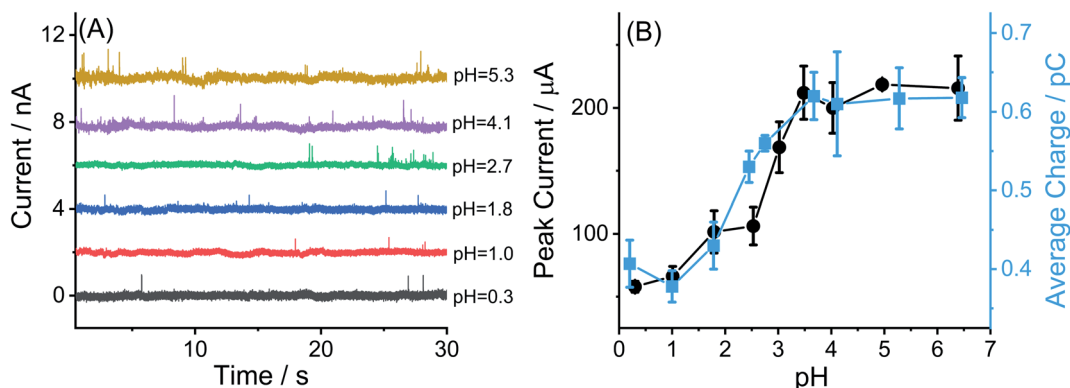 (A)
12
8
4
0
Current / nA
pH=5.3
pH=4.1
pH=2.7
pH=1.8
pH=1.0
pH=0.3
10
20
30
Time / s
(B)
200
100
Peak Current / μA
0.7
0.6
0.5
0.4
Average Charge / pC
0
1
2
3
4
5
6
7
pH